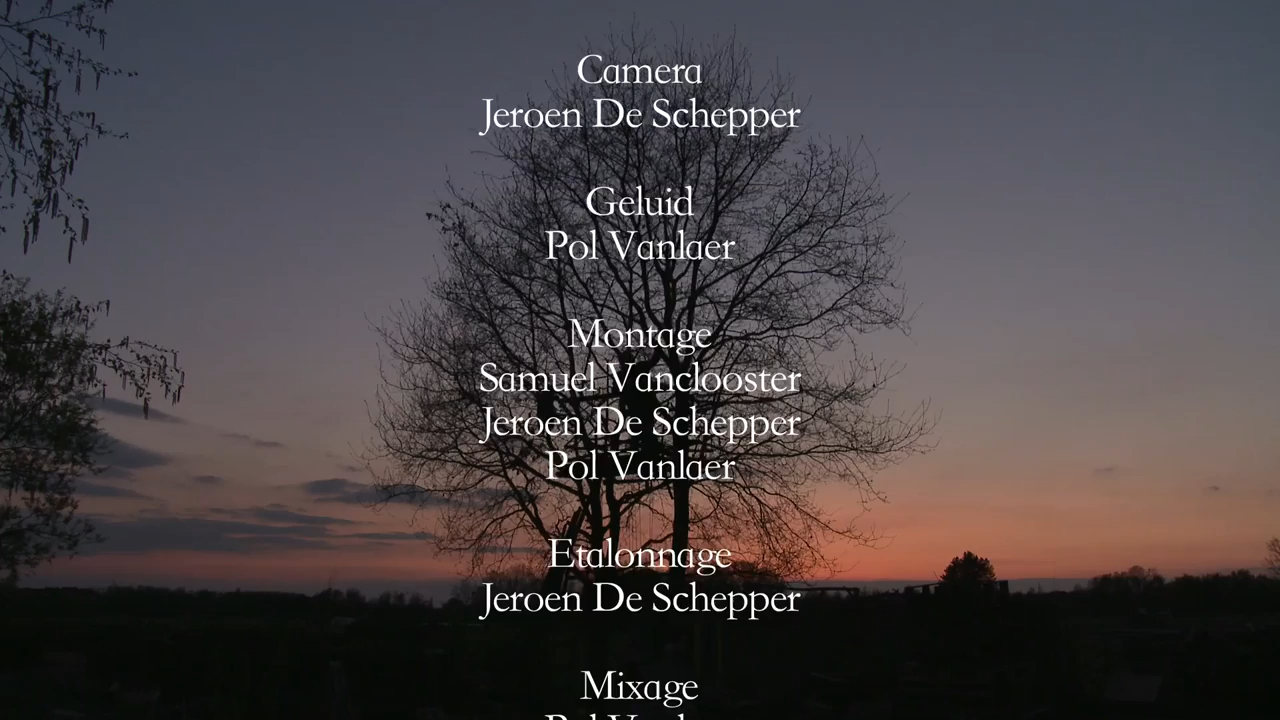 Camera
Jeroen De Schepper
Geluid
Pol Vanlaer
Montage
Samuel Vanclooster
Jeroen De Schepper
Pol Vanlaer
Etalonnage
Jeroen De Schepper
Mixage
Pol